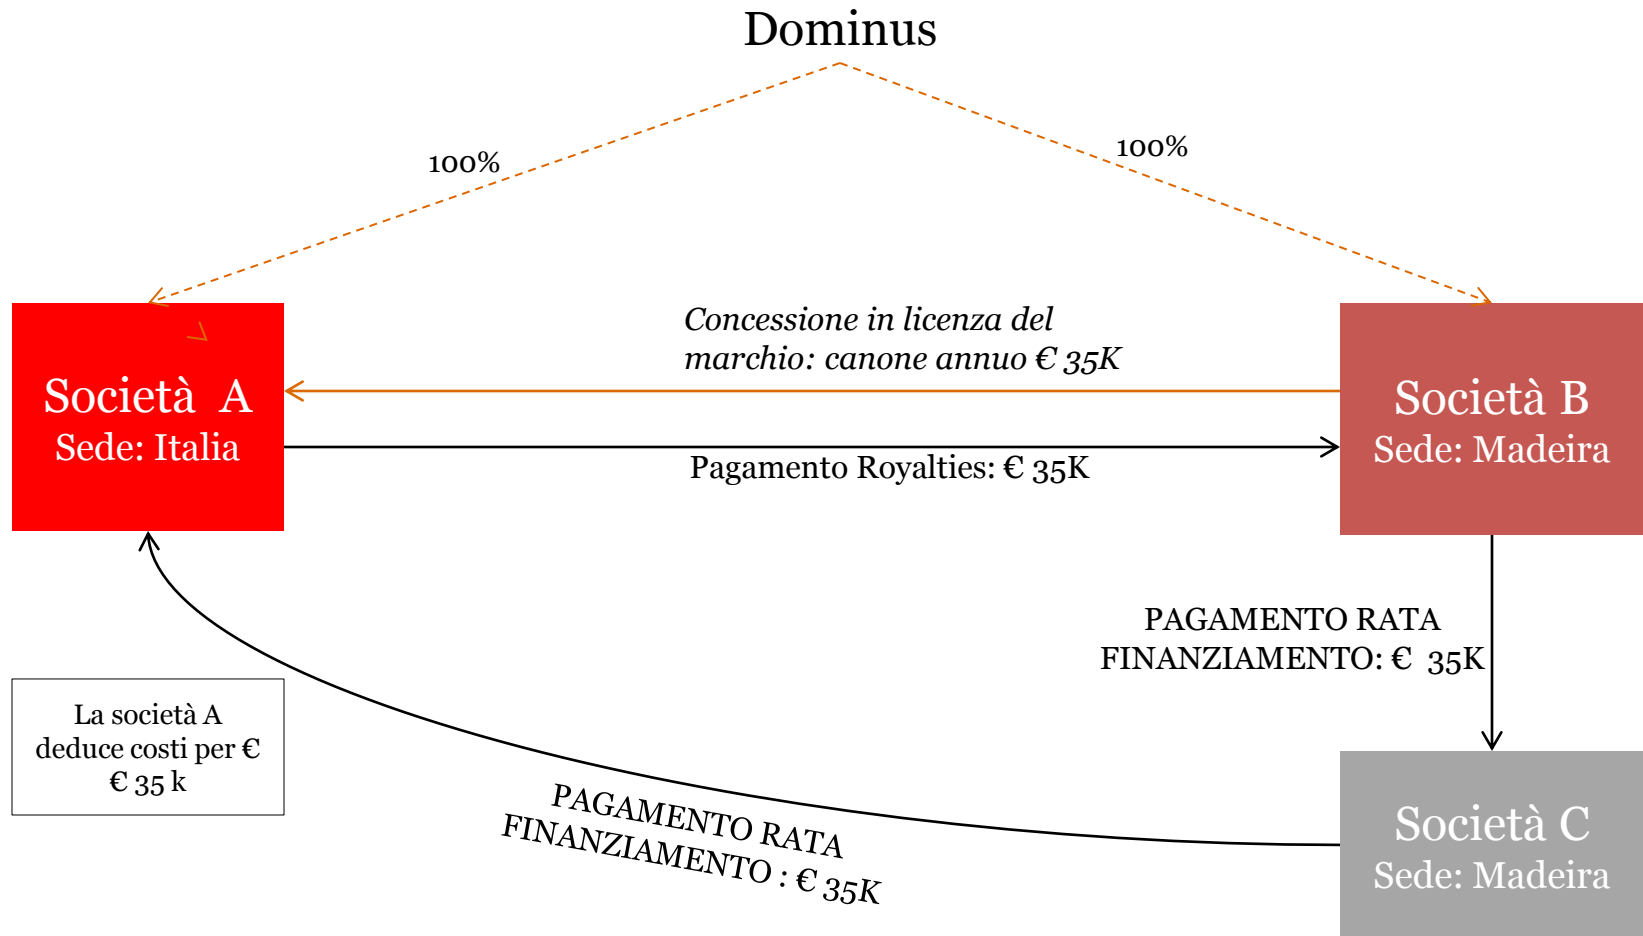 Dominus
100%
100%
Concessione in licenza del
marchio: canone annuo € 35K
Società  A
Sede: Italia
Società B
Sede: Madeira
Pagamento Royalties: € 35K
PAGAMENTO RATA
FINANZIAMENTO: €  35K
La società A
deduce costi per €
€ 35 k
PAGAMENTO RATA
FINANZIAMENTO : € 35K
Società C
Sede: Madeira